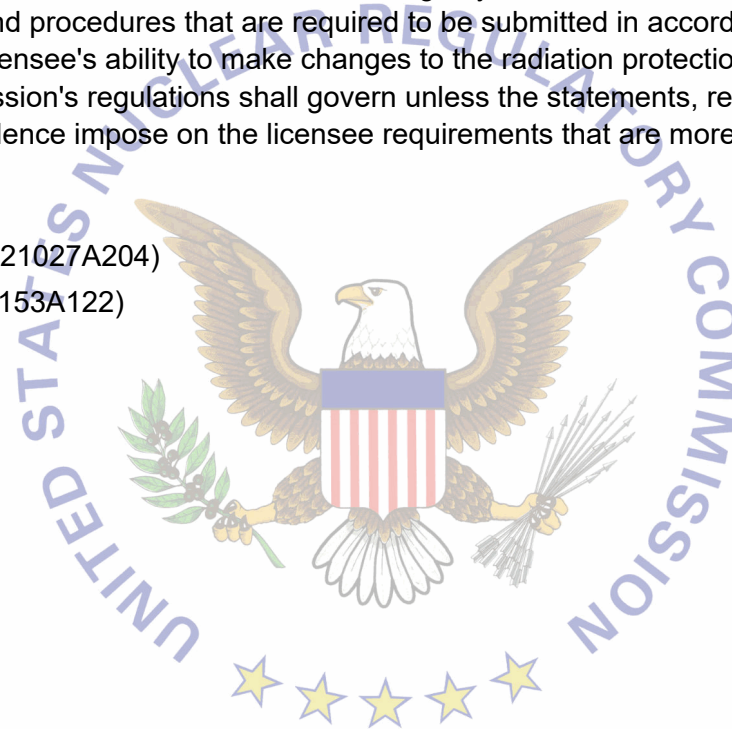 nd procedures that are required to be submitted in accord
ensee's ability to make changes to the radiation protectio
ssion's regulations shall govern unless the statements, re
lence impose on the licensee requirements that are more
21027A204)
153A122)
UNITED STATES NUCLEAR REGULATORY COMMISSION